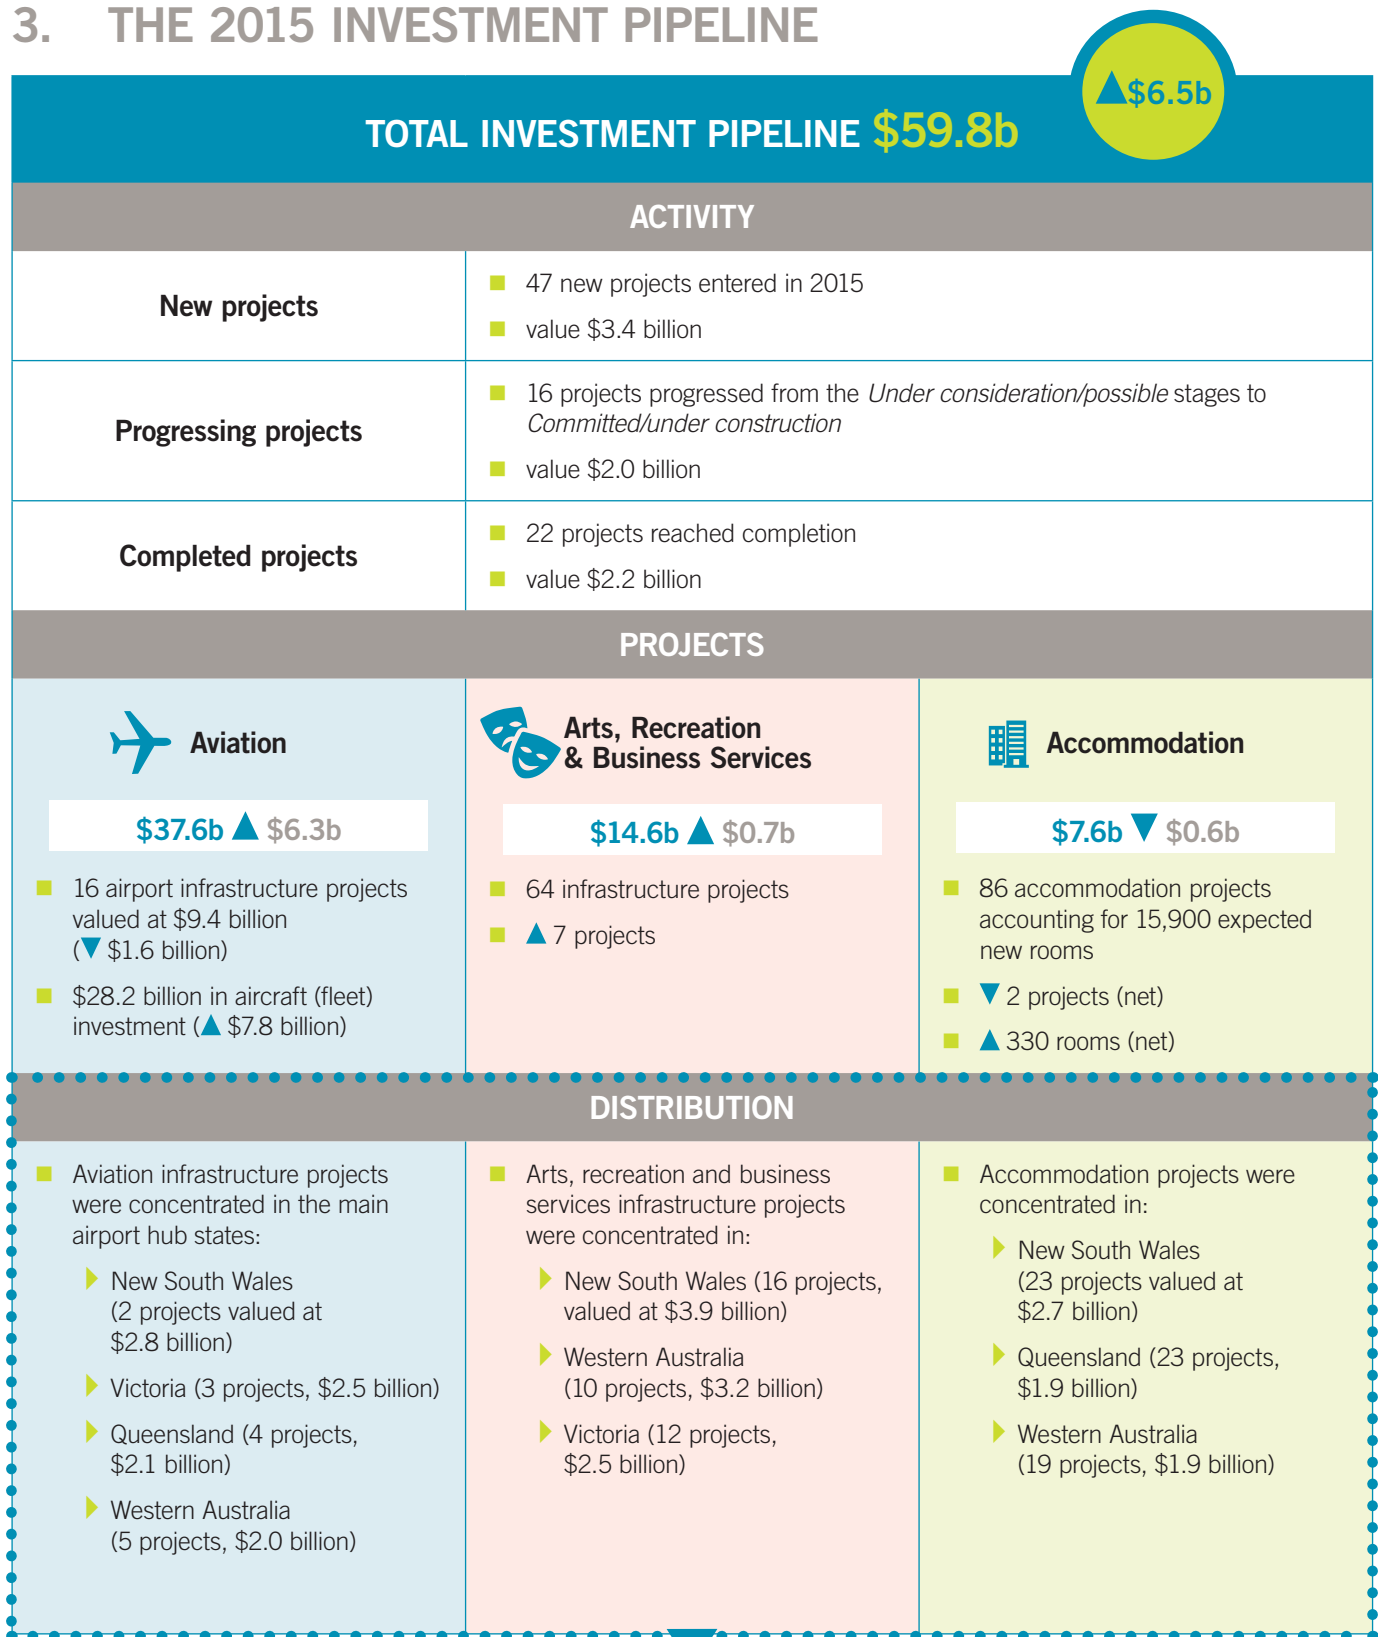 3. THE 2015 INVESTMENT PIPELINE
▲$6.5b
TOTAL INVESTMENT PIPELINE $59.8b
ACTIVITY
New projects
47 new projects entered in 2015
value $3.4 billion
Progressing projects
16 projects progressed from the Under consideration/possible stages to
Committed/under construction
value $2.0 billion
Completed projects
22 projects reached completion
value $2.2 billion
PROJECTS
Aviation
$37.6b ▲ $6.3b
16 airport infrastructure projects
valued at $9.4 billion
(▼ $1.6 billion)
$28.2 billion in aircraft (fleet)
investment (▲ $7.8 billion)
Arts, Recreation
& Business Services
$14.6b ▲ $0.7b
64 infrastructure projects
▲ 7 projects
Accommodation
$7.6b ▼ $0.6b
86 accommodation projects
accounting for 15,900 expected
new rooms
▼ 2 projects (net)
▲ 330 rooms (net)
DISTRIBUTION
Aviation infrastructure projects
were concentrated in the main
airport hub states:
New South Wales
(2 projects valued at
$2.8 billion)
Victoria (3 projects, $2.5 billion)
Queensland (4 projects,
$2.1 billion)
Western Australia
(5 projects, $2.0 billion)
Arts, recreation and business
services infrastructure projects
were concentrated in:
New South Wales (16 projects,
valued at $3.9 billion)
Western Australia
(10 projects, $3.2 billion)
Victoria (12 projects,
$2.5 billion)
Accommodation projects were
concentrated in:
New South Wales
(23 projects valued at
$2.7 billion)
Queensland (23 projects,
$1.9 billion)
Western Australia
(19 projects, $1.9 billion)